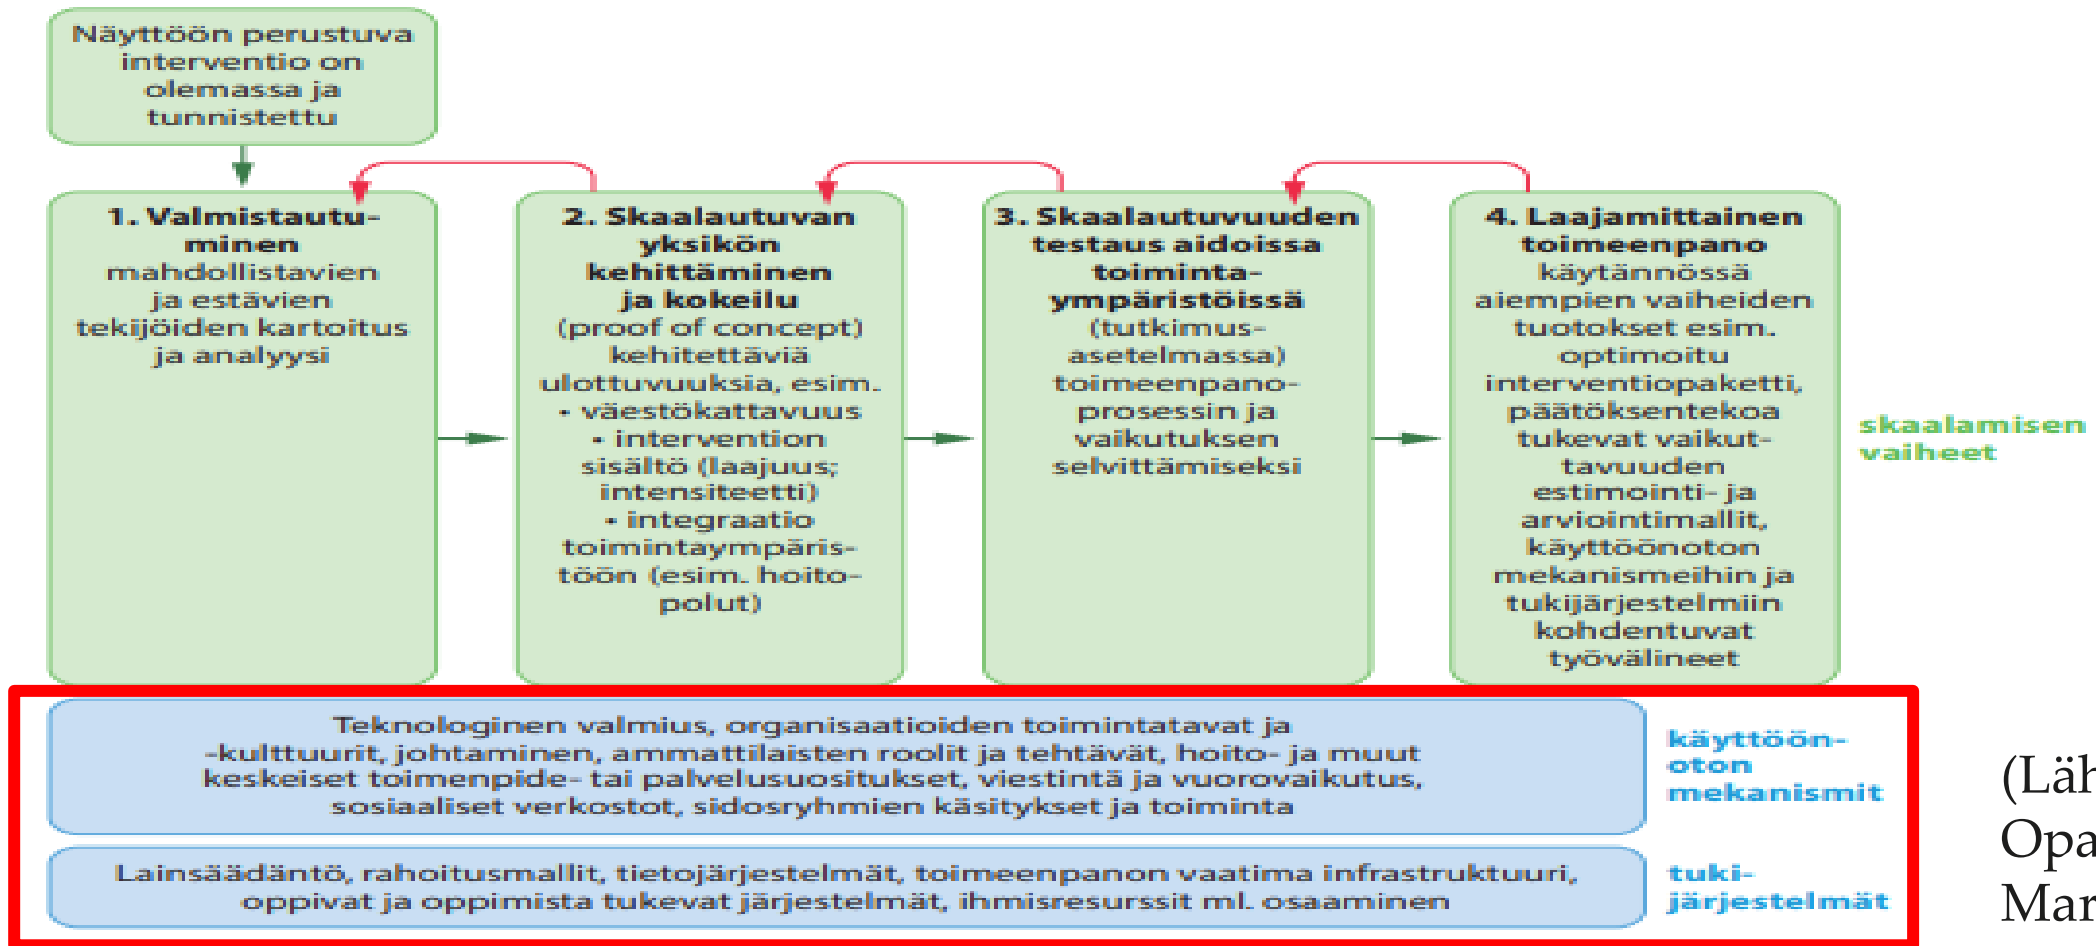 Näyttöön perustuva
interventio on
olemassa ja
tunnistettu
1. Valmistautu-
minen
mahdollistavien
ja estävien
tekijöiden kartoitus
ja analyysi
2. Skaalautuvan
yksikön
kehittäminen
ja kokeilu
(proof of concept)
kehitettäviä
ulottuvuuksia, esim.
• väestökattavuus
• intervention
sisältö (laajuus;
intensiteetti)
• integraatio
toimintaympäris-
töön (esim. hoito-
polut)
3. Skaalautuvuuden
testaus aidoissa
toiminta-
ympäristöissä
(tutkimus-
asetelmassa)
toimeenpano-
prosessin ja
vaikutuksen
selvittämiseksi
4. Laajamittainen
toimeenpano
käytännössä
aiempien vaiheiden
tuotokset esim.
optimoitu
interventiopaketti,
päätöksentekoa
tukevat vaikut-
tavuuden
estimointi- ja
arviointimallit,
käyttöönoton
mekanismeihin ja
tukijärjestelmiin
kohdentuvat
työvälineet
skaalamisen
vaiheet
Teknologinen valmius, organisaatioiden toimintatavat ja
-kulttuurit, johtaminen, ammattilaisten roolit ja tehtävät, hoito- ja muut
keskeiset toimenpide- tai palvelusuositukset, viestintä ja vuorovaikutus,
sosiaaliset verkostot, sidosryhmien käsitykset ja toiminta
käyttöön-
oton
mekanismit
Lainsäädäntö, rahoitusmallit, tietojärjestelmät, toimeenpanon vaatima infrastruktuuri,
oppivat ja oppimista tukevat järjestelmät, ihmisresurssit ml. osaaminen
tuki-
järjestelmät